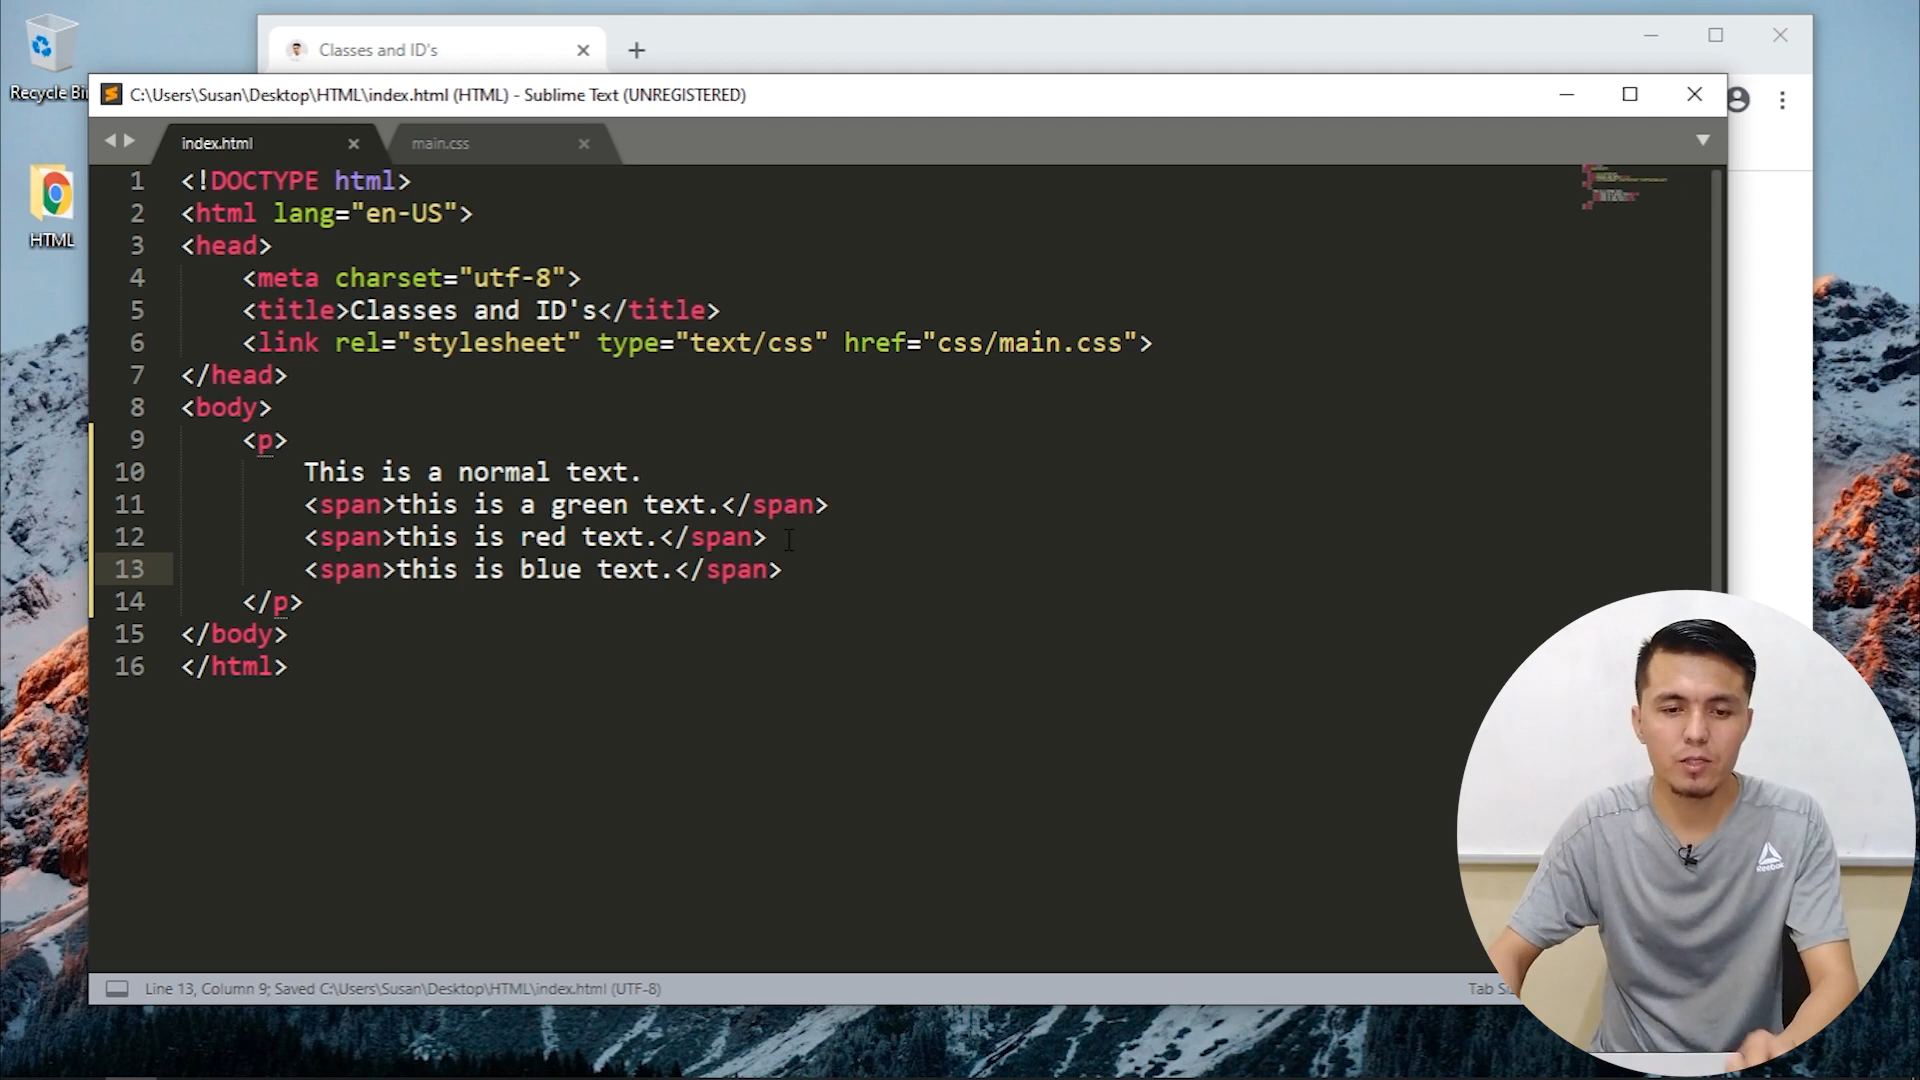 Recycle Bi
Classes and ID's
C:\Users\Susan\Desktop\HTML\index.html (HTML) - Sublime Text (UNREGISTERED)
index.html
main.css
HTML
1 <!DOCTYPE html>
2 <html lang="en-US">
3 <head>
4 <meta charset="utf-8">
5 <title>Classes and ID's</title>
6 <link rel="stylesheet" type="text/css" href="css/main.css">
7 </head>
8 <body>
9 <p>
10 This is a normal text.
11 <span>this is a green text.</span>
12 <span>this is red text.</span>
13 <span>this is blue text.</span>
14 </p>
15 </body>
16 </html>
Reebok
Line 13, Column 9; Saved C:\Users\Susan\Desktop\HTML\index.html (UTF-8)
Tab S